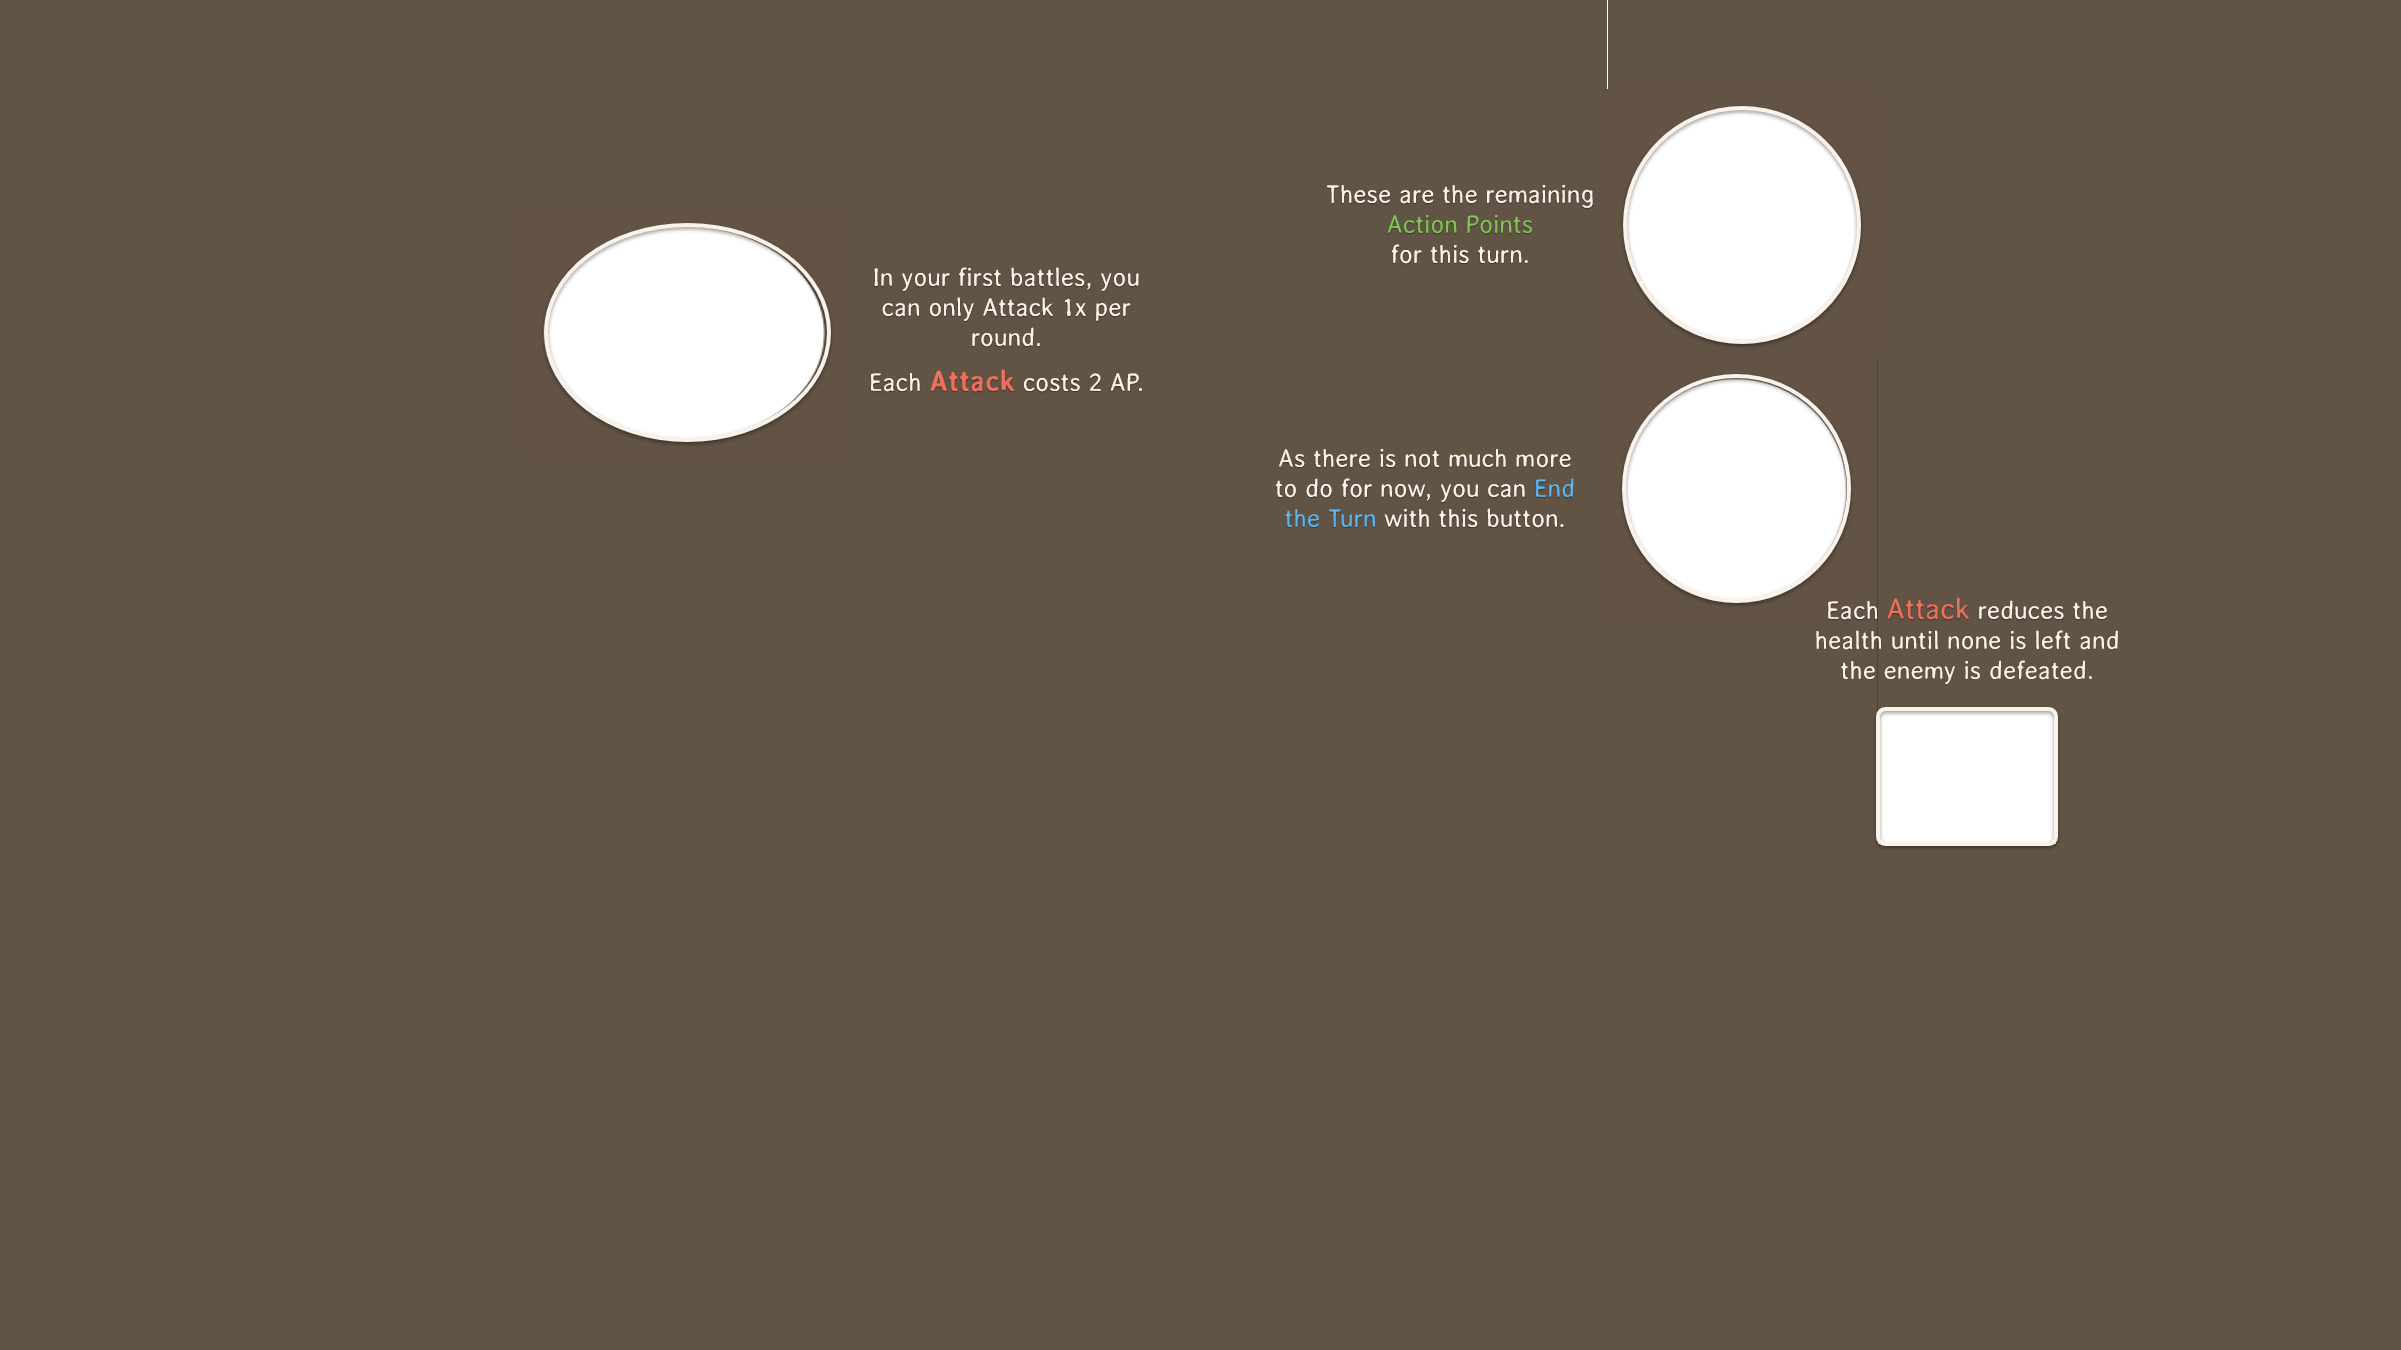 These are the remaining
Action Points
for this turn.
In your first battles, you
can only Attack 1x per
round.
Each Attack costs 2 AP.
As there is not much more
to do for now, you can End
the Turn with this button.
Each Attack reduces the
health until none is left and
the enemy is defeated.